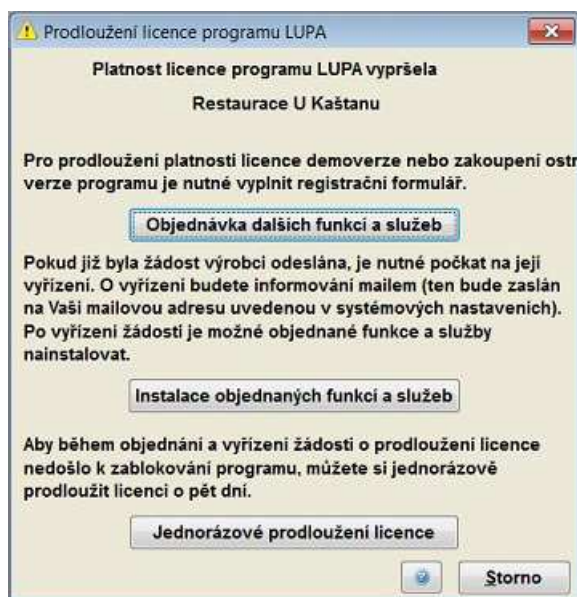 Prodloužení licence programu LUPA
Platnost licence programu LUPA vypršela
Restaurace U Kaštanu
Pro prodloužení platnosti licence demoverze nebo zakoupení ostr
verze programu je nutné vyplnit registrační formulář.
Objednávka dalších funkcí a služeb
Pokud již byla žádost výrobci odeslána, je nutné počkat na její
vyřízení. O vyřízení budete informováni mailem (ten bude zaslán
na Vaši mailovou adresu uvedenou v systémových nastaveních).
Po vyřízení žádosti je možné objednané funkce a služby
nainstalovat.
Instalace objednaných funkcí a služeb
Aby během objednání a vyřízení žádosti o prodloužení licence
nedošlo k zablokování programu, můžete si jednorázově
prodloužit licenci o pět dní.
Jednorázové prodloužení licence
Storno